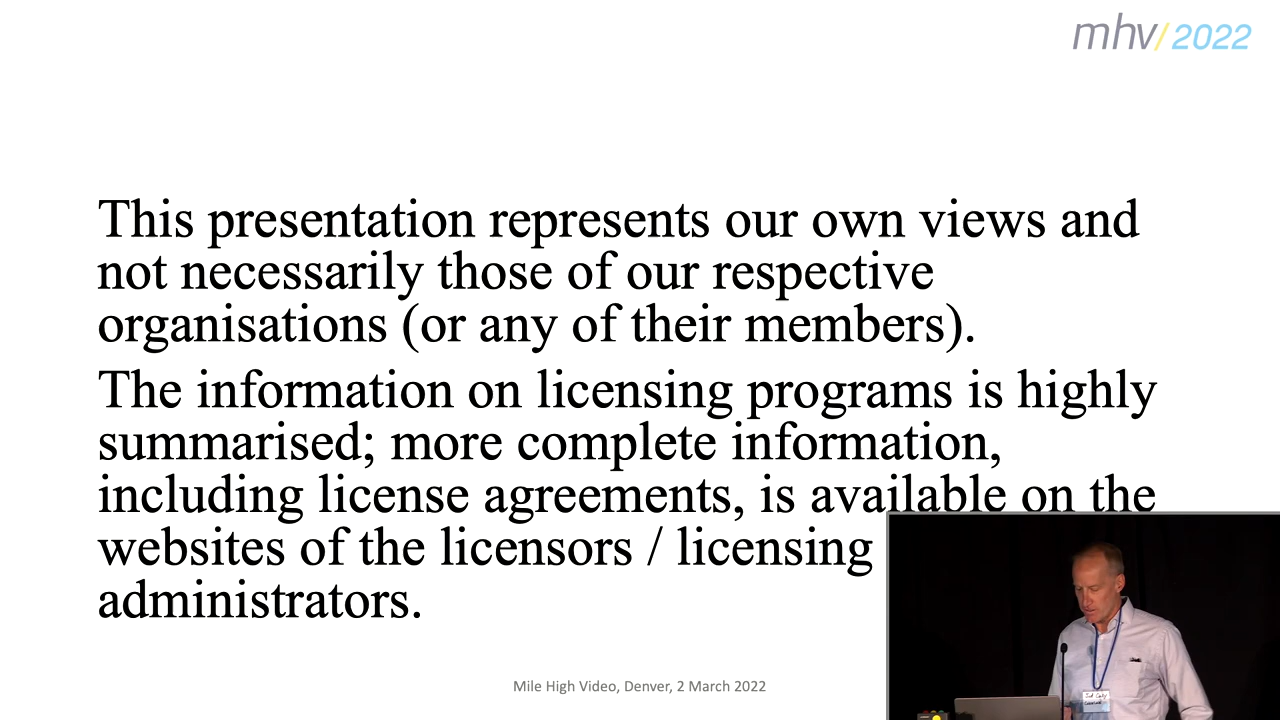 mhv/2022
This presentation represents our own views and
not necessarily those of our respective
organisations (or any of their members).
The information on licensing programs is highly
summarised; more complete information,
including license agreements, is available on the
websites of the licensors / licensing
administrators.
Mile High Video, Denver, 2 March 2022